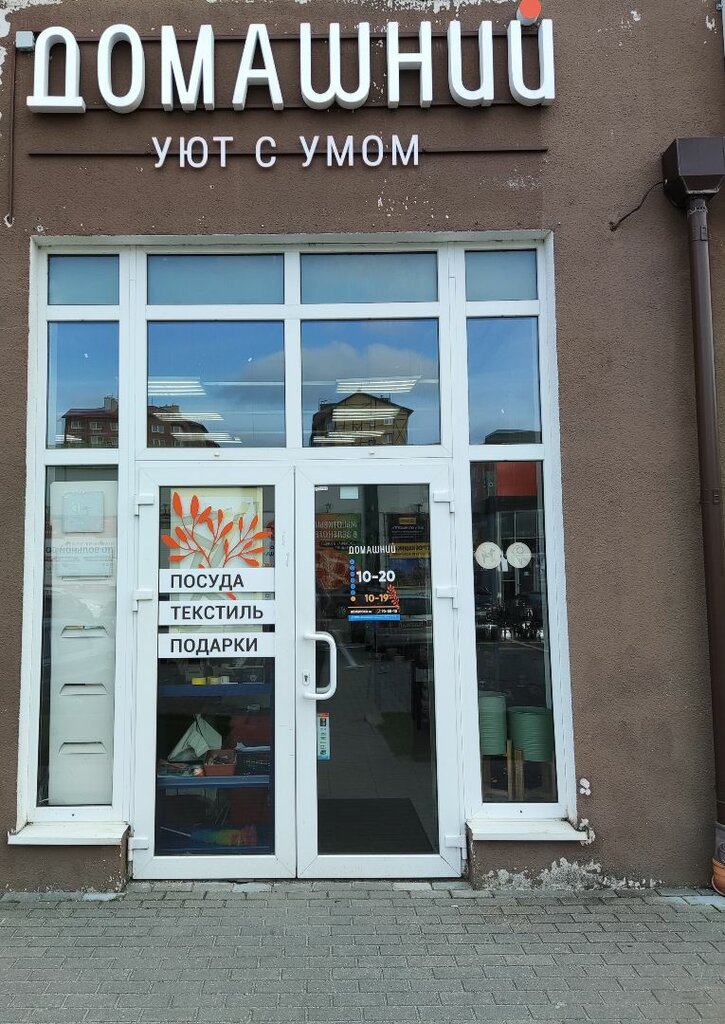 ДОМАШНИЙ
УЮТ С УМОМ
ПОСУДА
ТЕКСТИЛЬ
ПОДАРКИ
ДОМАШНИЙ
10-20
10-19